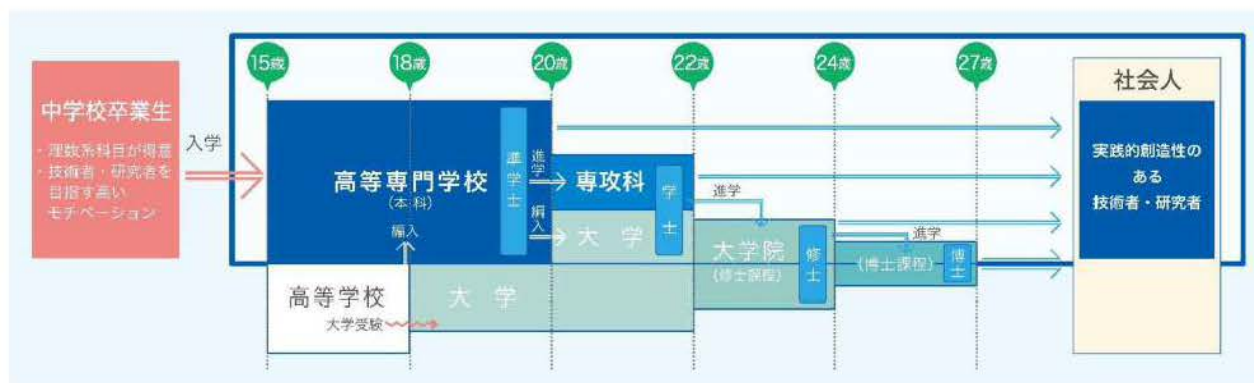 15歳
18歳
20歳
22歳
24歳
27歳
中学校卒業生
・理数系科目が得意
・技術者・研究者を
目指す高い
モチベーション
入学
高等専門学校
(本科)
準学士
進学
編入
編入
専攻科
学士
大学
進学
大学院
(修士課程)
修士
進学
(博士課程)
博士
高等学校
大学受験
大学
社会人
実践的創造性の
ある
技術者・研究者